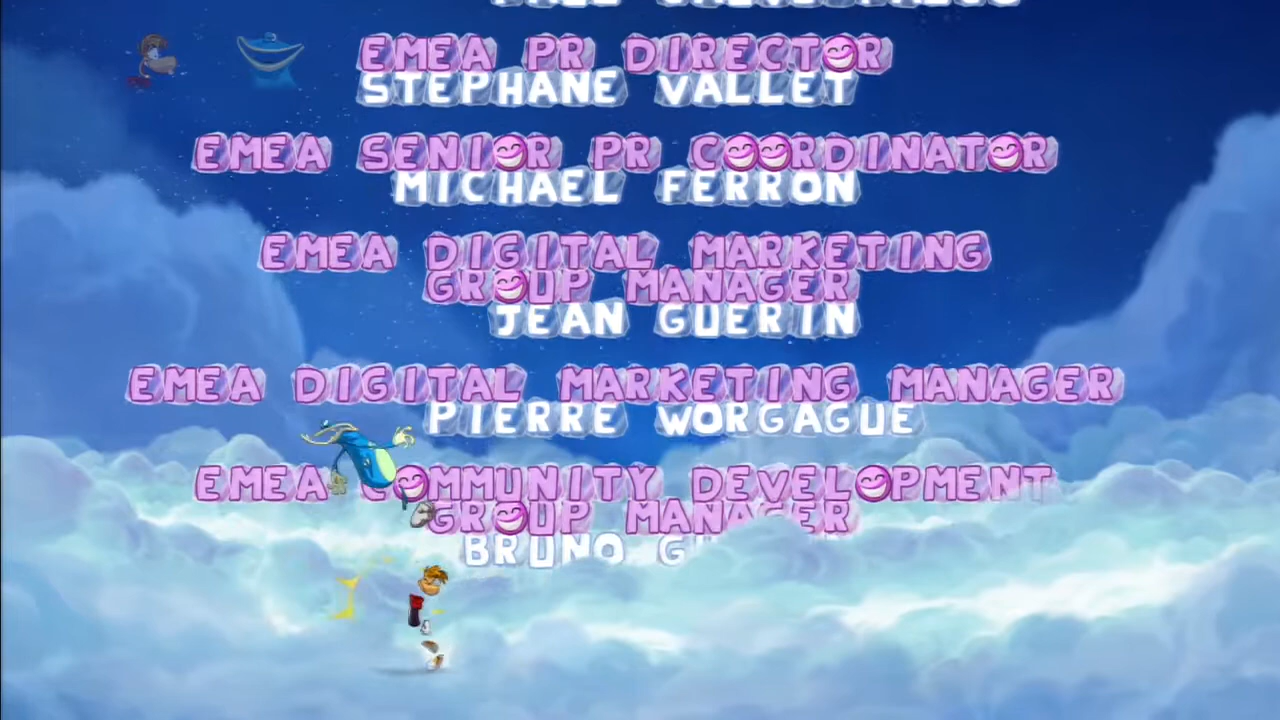 EMEA PR DIRECTOR
STEPHANE VALLET
EMEA SENIOR PR COORDINATOR
MICHAEL FERRON
EMEA DIGITAL MARKETING
GROUP MANAGER
JEAN GUERIN
EMEA DIGITAL MARKETING MANAGER
PIERRE WORGAGUE
EMEA COMMUNITY DEVELOPMENT
GROUP MANAGER
BRUNO